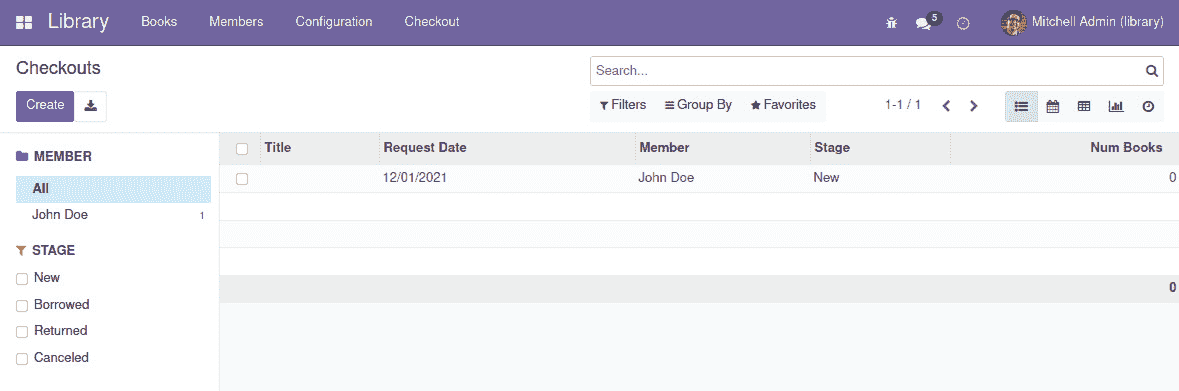 Library Books Members Configuration Checkout 5 Mitchell Admin (library)
Checkouts
Search...
Create
Filters Group By Favorites 1-1 / 1
MEMBER
All
John Doe 1
STAGE
New
Borrowed
Returned
Canceled
Title Request Date Member Stage Num Books
12/01/2021 John Doe New 0
0